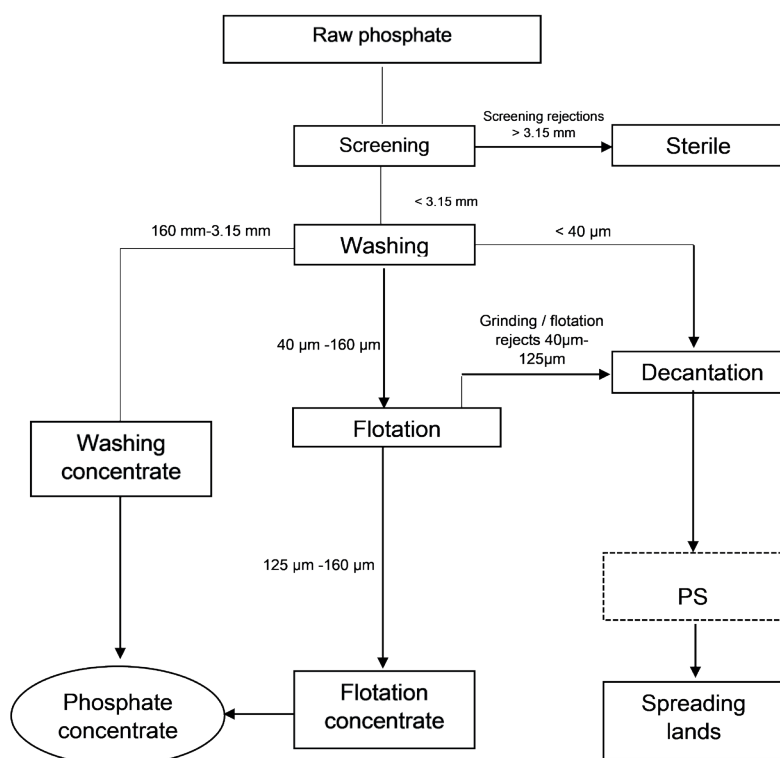 Raw phosphate
Screening rejections
> 3.15 mm
Screening
Sterile
< 3.15 mm
160 mm-3.15 mm
Washing
< 40 µm
Grinding / flotation
rejects 40µm-
125µm
40 µm -160 µm
Decantation
Flotation
Washing
concentrate
125 µm -160 µm
PS
Phosphate
concentrate
Flotation
concentrate
Spreading
lands